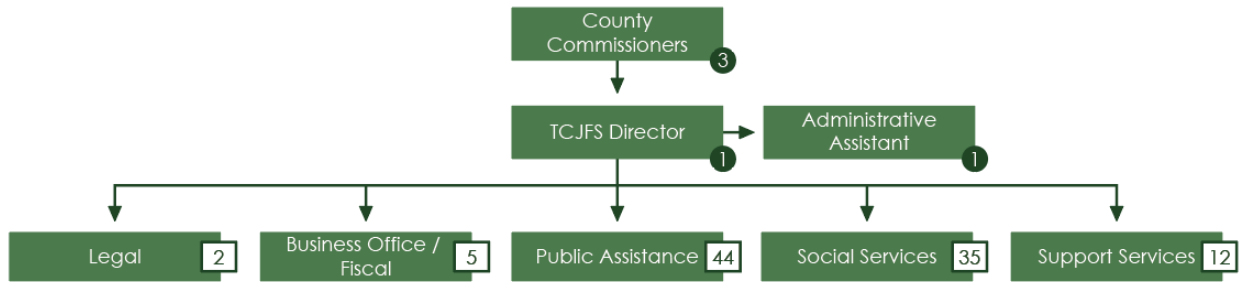 County
Commissioners
3
TCJFS Director
1
Administrative
Assistant
1
Legal
2
Business Office /
Fiscal
5
Public Assistance
44
Social Services
35
Support Services
12